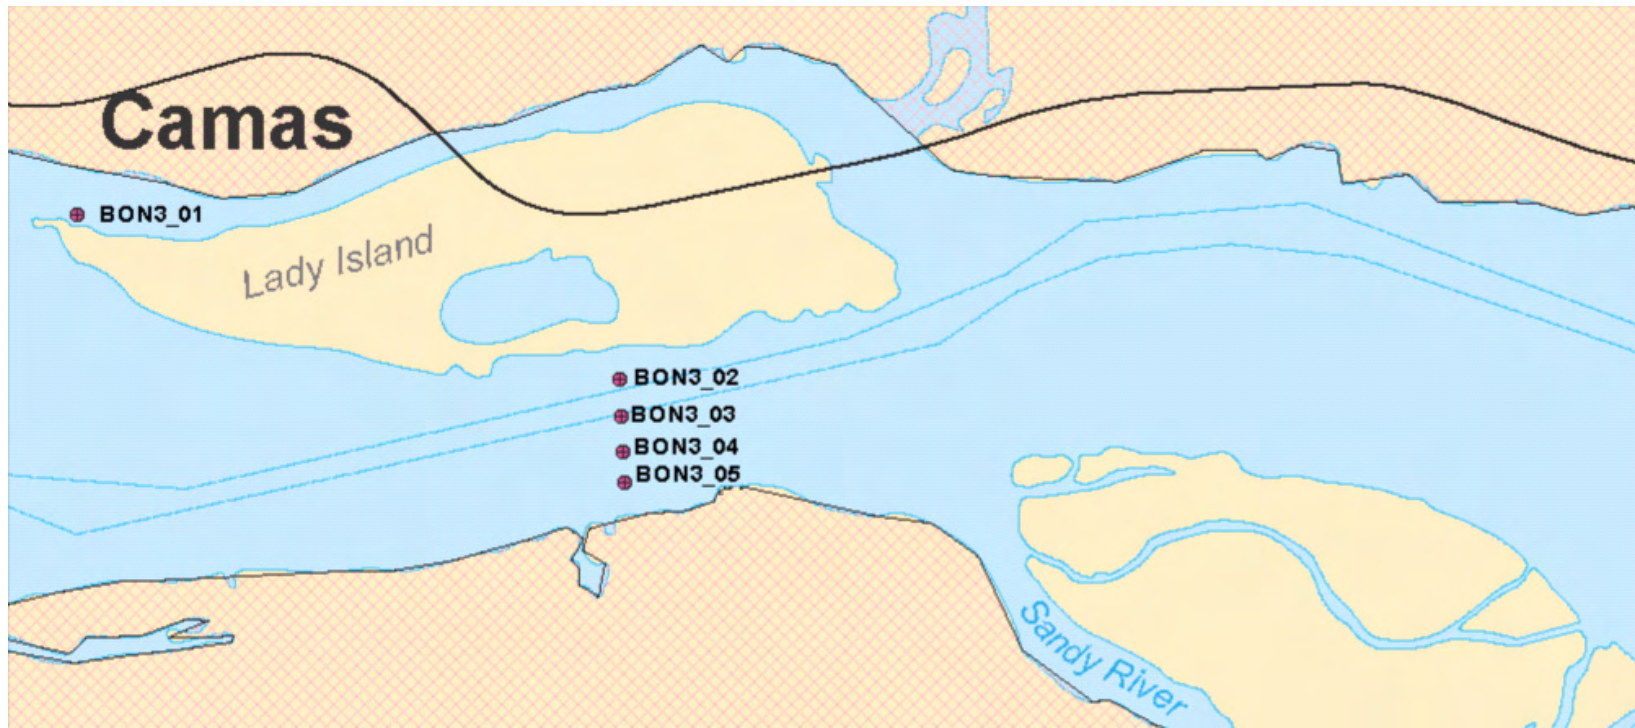 Camas
BON3_01
Lady Island
BON3_02
BON3_03
BON3_04
BON3_05
Sandy River